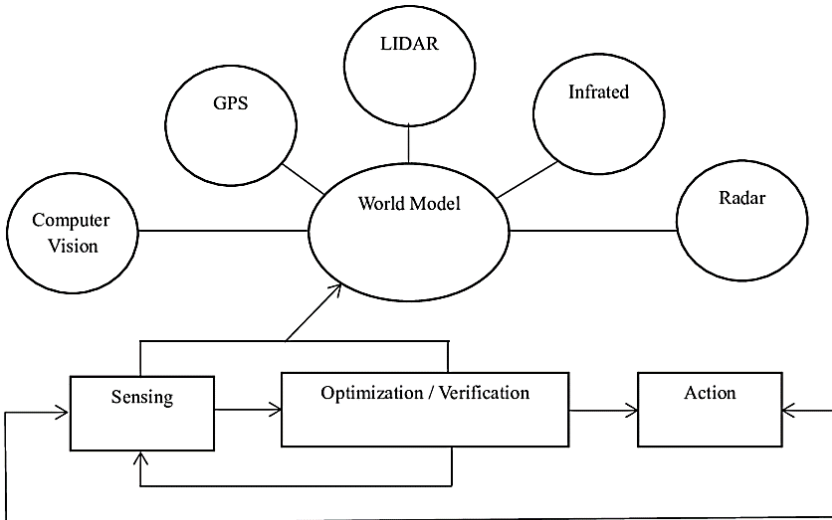 LIDAR
GPS
Infrated
World Model
Radar
Computer
Vision
Sensing
Optimization / Verification
Action